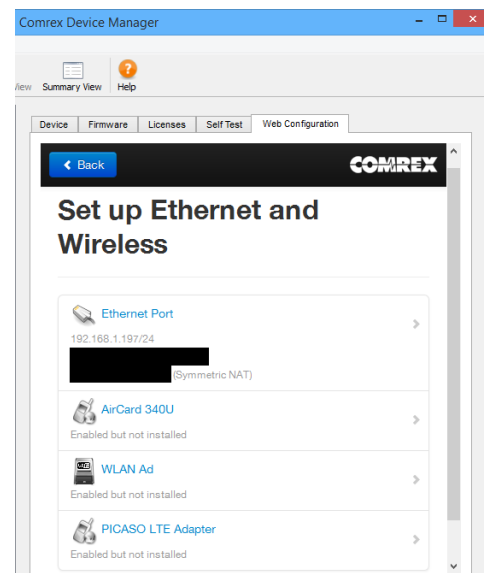 Comrex Device Manager
View Summary View Help
Device Firmware Licenses Self Test Web Configuration
Back COMREX
Set up Ethernet and
Wireless
Ethernet Port
192.168.1.197/24
(Symmetric NAT)
AirCard 340U
Enabled but not installed
WLAN Ad
Enabled but not installed
PICASO LTE Adapter
Enabled but not installed